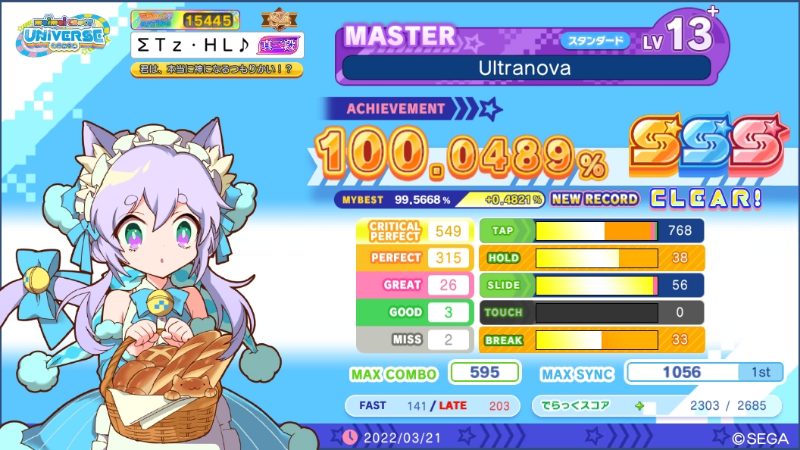 maimai でらっくす
UNiVERSE
15445
ΣTz・HL♪
真三段
君は、本当に神になるつもりかい！？
MASTER
スタンダード
LV 13+
Ultranova
ACHIEVEMENT
100.0489%
SSS
MYBEST 99.5668% +0.4821% NEW RECORD
CLEAR!
CRITICAL PERFECT 549
PERFECT 315
GREAT 26
GOOD 3
MISS 2
TAP 768
HOLD 38
SLIDE 56
TOUCH 0
BREAK 33
MAX COMBO 595
MAX SYNC 1056 1st
FAST 141 / LATE 203
でらっくスコア 2303 / 2685
2022/03/21
©SEGA